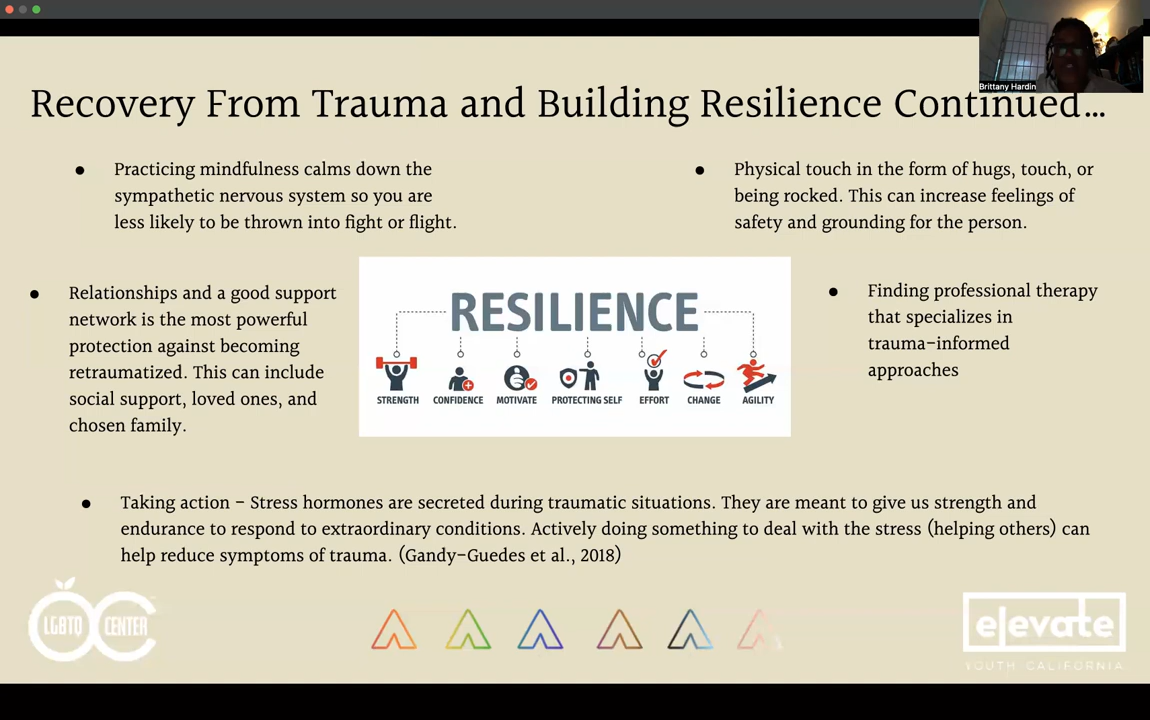 Brittany Hardin
Recovery From Trauma and Building Resilience Continued...
● Practicing mindfulness calms down the
sympathetic nervous system so you are
less likely to be thrown into fight or flight.
● Physical touch in the form of hugs, touch, or
being rocked. This can increase feelings of
safety and grounding for the person.
● Relationships and a good support
network is the most powerful
protection against becoming
retraumatized. This can include
social support, loved ones, and
chosen family.
RESILIENCE
STRENGTH CONFIDENCE MOTIVATE PROTECTING SELF EFFORT CHANGE AGILITY
● Finding professional therapy
that specializes in
trauma-informed
approaches
● Taking action – Stress hormones are secreted during traumatic situations. They are meant to give us strength and
endurance to respond to extraordinary conditions. Actively doing something to deal with the stress (helping others) can
help reduce symptoms of trauma. (Gandy-Guedes et al., 2018)
LGBTQ CENTER
elevate
YOUTH CALIFORNIA